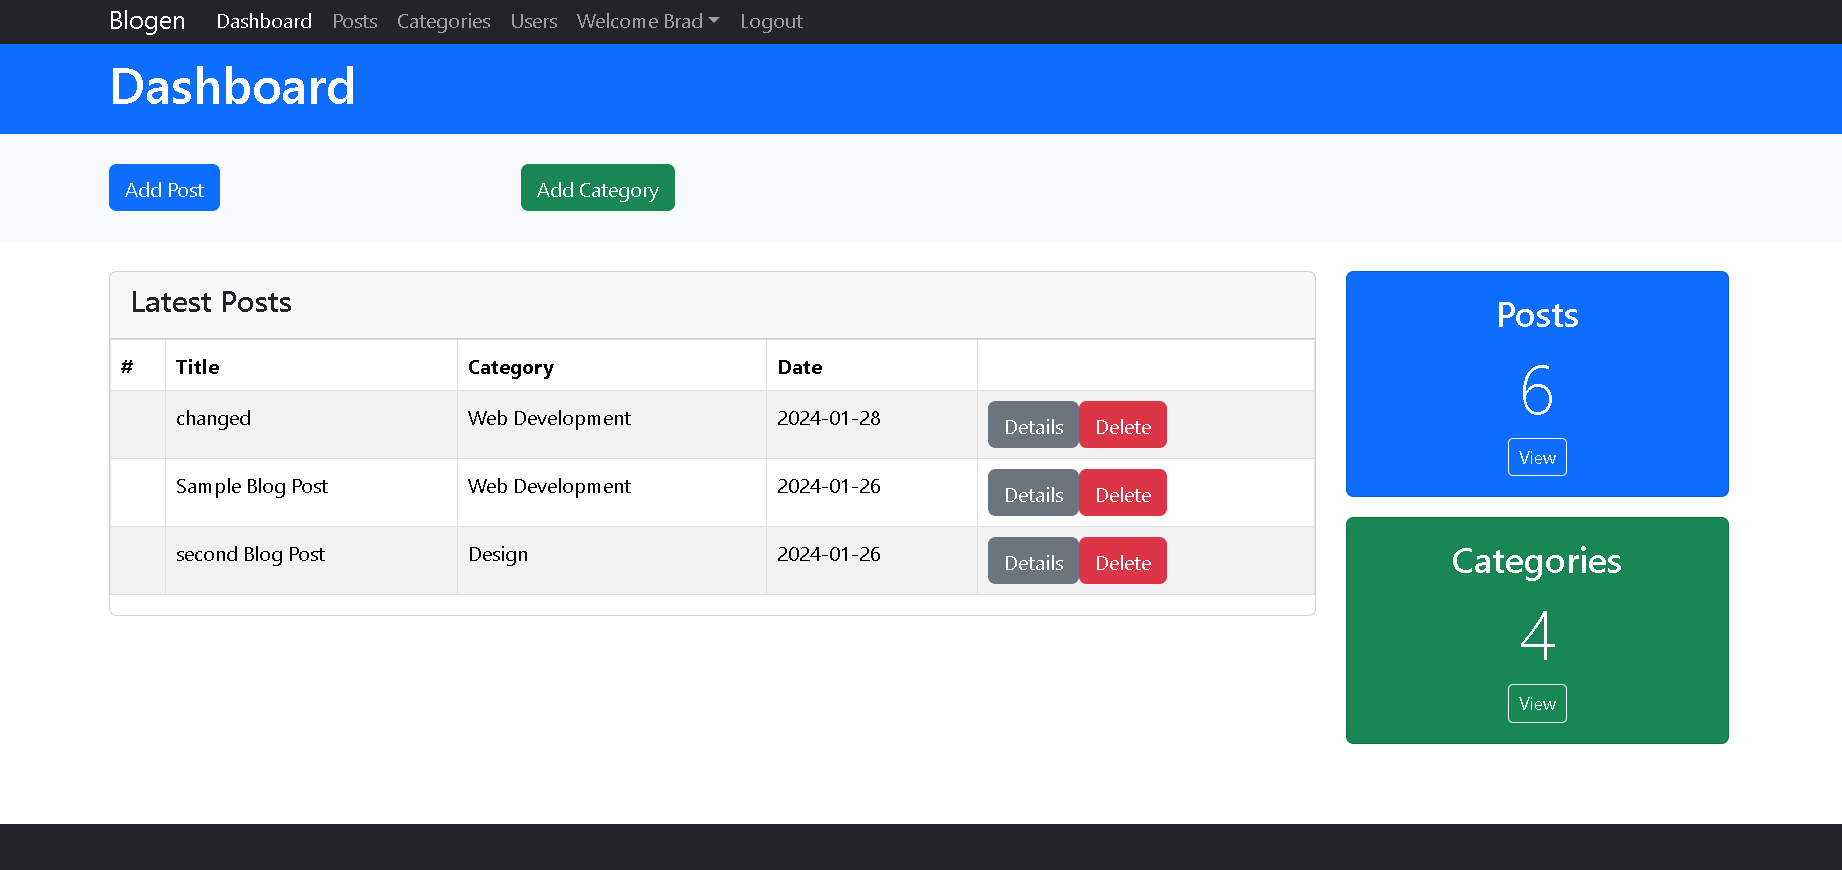 Blogen Dashboard Posts Categories Users Welcome Brad Logout
Dashboard
Add Post Add Category
Latest Posts
# Title Category Date
changed Web Development 2024-01-28 Details Delete
Sample Blog Post Web Development 2024-01-26 Details Delete
second Blog Post Design 2024-01-26 Details Delete
Posts
6
View
Categories
4
View